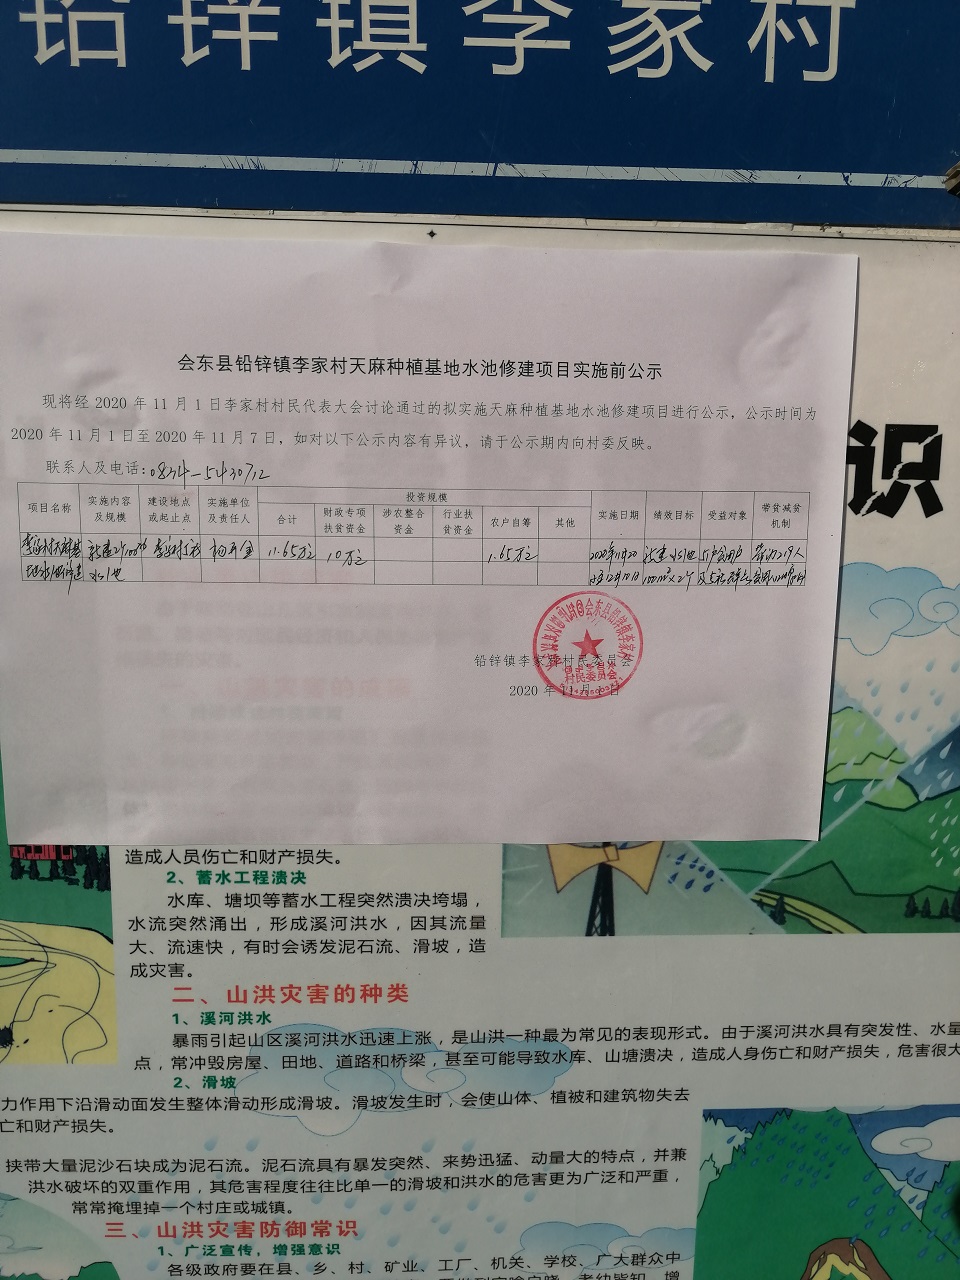 铅锌镇李家村
识
会东县铅锌镇李家村天麻种植基地水池修建项目实施前公示
现将经 2020 年 11 月 1 日李家村村民代表大会讨论通过的拟实施天麻种植基地水池修建项目进行公示，公示时间为
2020 年 11 月 1 日至 2020 年 11 月 7 日，如对以下公示内容有异议，请于公示期内向村委反映。
联系人及电话：0834-5430712
项目名称 实施内容及规模 建设地点或起止点 实施单位及责任人 投资规模 实施日期 绩效目标 受益对象 带贫减贫机制
合计 财政专项扶贫资金 涉农整合资金 行业扶贫资金 农户自筹 其他
李家村天麻基 11.65万元 10万元 1.65万元 2020年11月20
铅锌镇李家村村民委员会
2020 年 11 月 1 日
造成人员伤亡和财产损失。
2、蓄水工程溃决
水库、塘坝等蓄水工程突然溃决垮塌，
水流突然涌出，形成溪河洪水，因其流量
大、流速快，有时会诱发泥石流、滑坡，造
成灾害。
二、山洪灾害的种类
1、溪河洪水
暴雨引起山区溪河洪水迅速上涨，是山洪一种最为常见的表现形式。由于溪河洪水具有突发性、水量
点，常冲毁房屋、田地、道路和桥梁，甚至可能导致水库、山塘溃决，造成人身伤亡和财产损失，危害很大
2、滑坡
力作用下沿滑动面发生整体滑动形成滑坡。滑坡发生时，会使山体、植被和建筑物失去
亡和财产损失。
挟带大量泥沙石块成为泥石流。泥石流具有暴发突然、来势迅猛、动量大的特点，并兼
洪水破坏的双重作用，其危害程度往往比单一的滑坡和洪水的危害更为广泛和严重，
常常掩埋掉一个村庄或城镇。
三、山洪灾害防御常识
1、广泛宣传，增强意识
各级政府要在县、乡、村、矿业、工厂、机关、学校、广大群众中